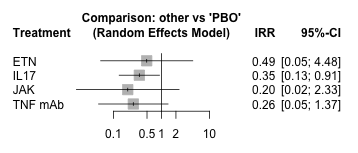 Comparison: other vs 'PBO'
Treatment (Random Effects Model) IRR 95%-CI
ETN 0.49 [0.05; 4.48]
IL17 0.35 [0.13; 0.91]
JAK 0.20 [0.02; 2.33]
TNF mAb 0.26 [0.05; 1.37]
0.1 0.5 1 2 10